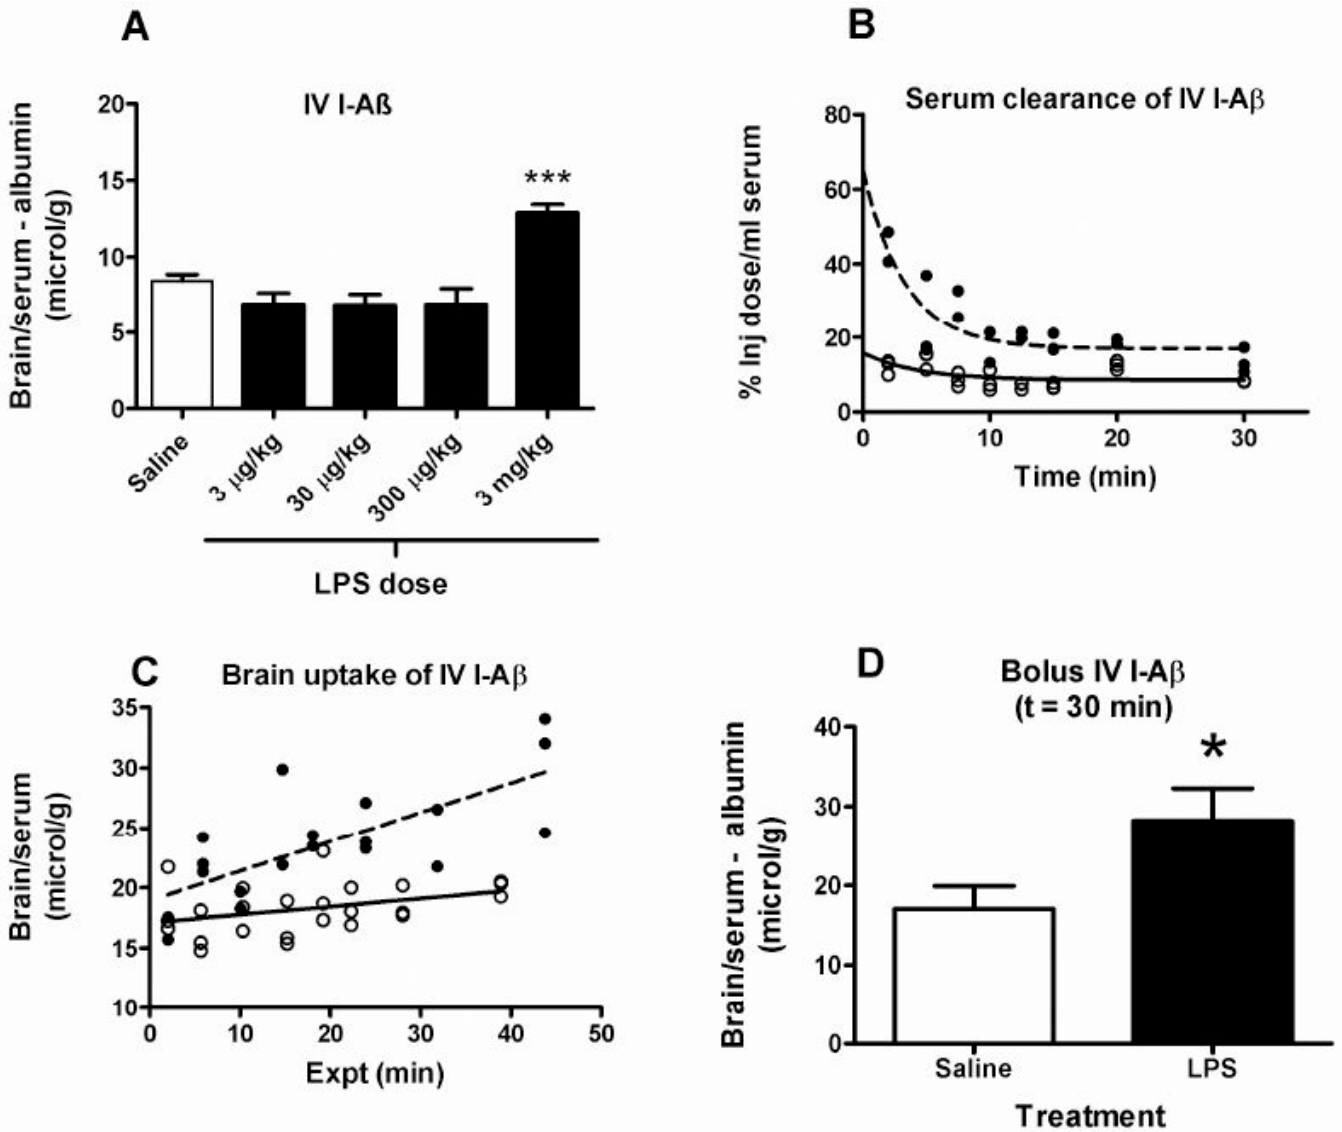 A
IV I-Aß
Brain/serum - albumin
(microl/g)
20
15
10
5
0
***
Saline
3 µg/kg
30 µg/kg
300 µg/kg
3 mg/kg
LPS dose
B
Serum clearance of IV I-Aβ
% Inj dose/ml serum
80
60
40
20
0
0 10 20 30
Time (min)
C
Brain uptake of IV I-Aβ
Brain/serum
(microl/g)
35
30
25
20
15
10
0 10 20 30 40 50
Expt (min)
D
Bolus IV I-Aβ
(t = 30 min)
Brain/serum - albumin
(microl/g)
40
30
20
10
0
*
Saline LPS
Treatment